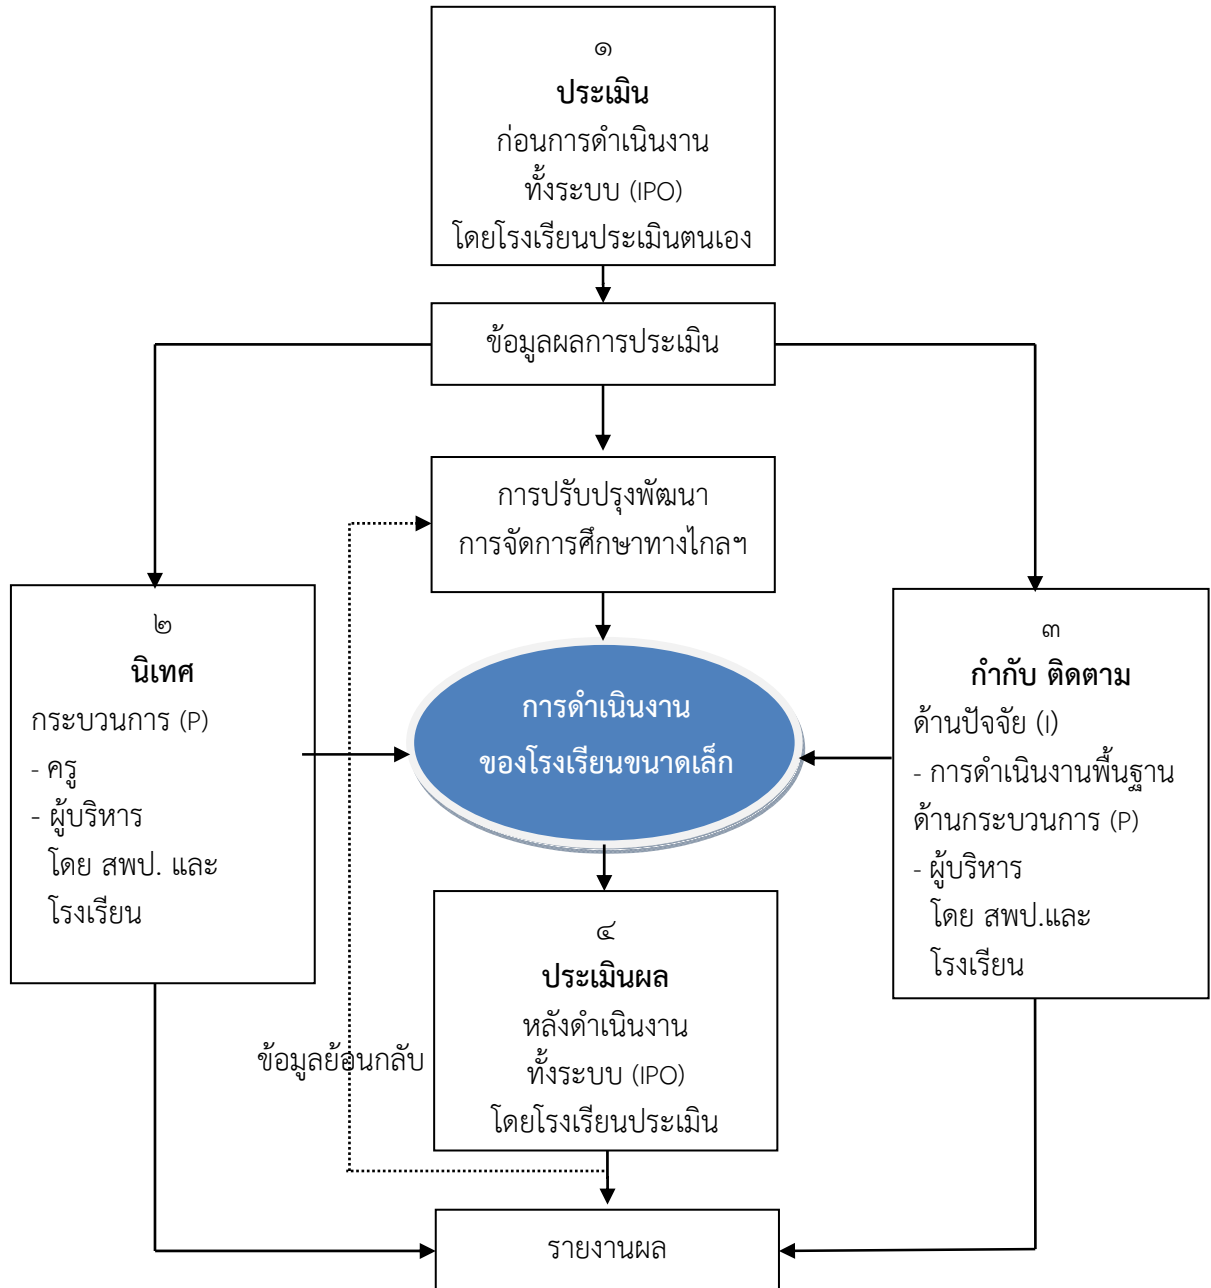 ๑
ประเมิน
ก่อนการดำเนินงาน
ทั้งระบบ (IPO)
โดยโรงเรียนประเมินตนเอง
ข้อมูลผลการประเมิน
การปรับปรุงพัฒนา
การจัดการศึกษาทางไกลฯ
๒
นิเทศ
กระบวนการ (P)
- ครู
- ผู้บริหาร
โดย สพป. และ
โรงเรียน
การดำเนินงาน
ของโรงเรียนขนาดเล็ก
๓
กำกับ ติดตาม
ด้านปัจจัย (I)
- การดำเนินงานพื้นฐาน
ด้านกระบวนการ (P)
- ผู้บริหาร
โดย สพป.และ
โรงเรียน
๔
ประเมินผล
หลังดำเนินงาน
ทั้งระบบ (IPO)
โดยโรงเรียนประเมิน
ข้อมูลย้อนกลับ
รายงานผล